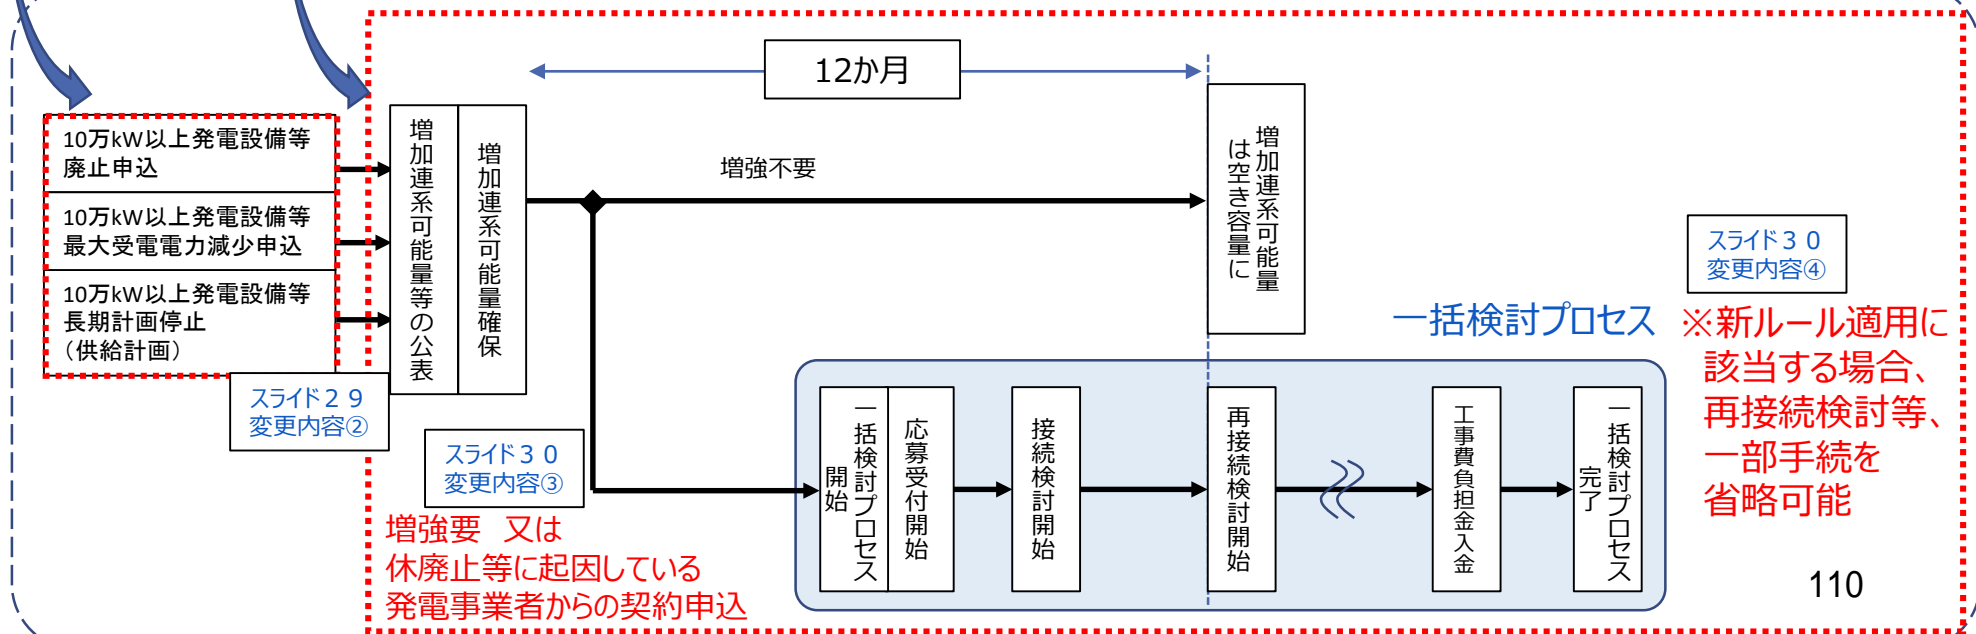 12か月
10万kW以上発電設備等
廃止申込
10万kW以上発電設備等
最大受電電力減少申込
10万kW以上発電設備等
長期計画停止
（供給計画）
スライド２９
変更内容②
増加連系可能量等の公表
増加連系可能量確保
増強不要
増加連系可能量
は空き容量に
スライド３０
変更内容③
増強要　又は
休廃止等に起因している
発電事業者からの契約申込
一括検討プロセス
一括検討プロセス
開始
応募受付開始
接続検討開始
再接続検討開始
工事費負担金入金
一括検討プロセス
完了
スライド３０
変更内容④
※新ルール適用に
該当する場合、
再接続検討等、
一部手続を
省略可能
110